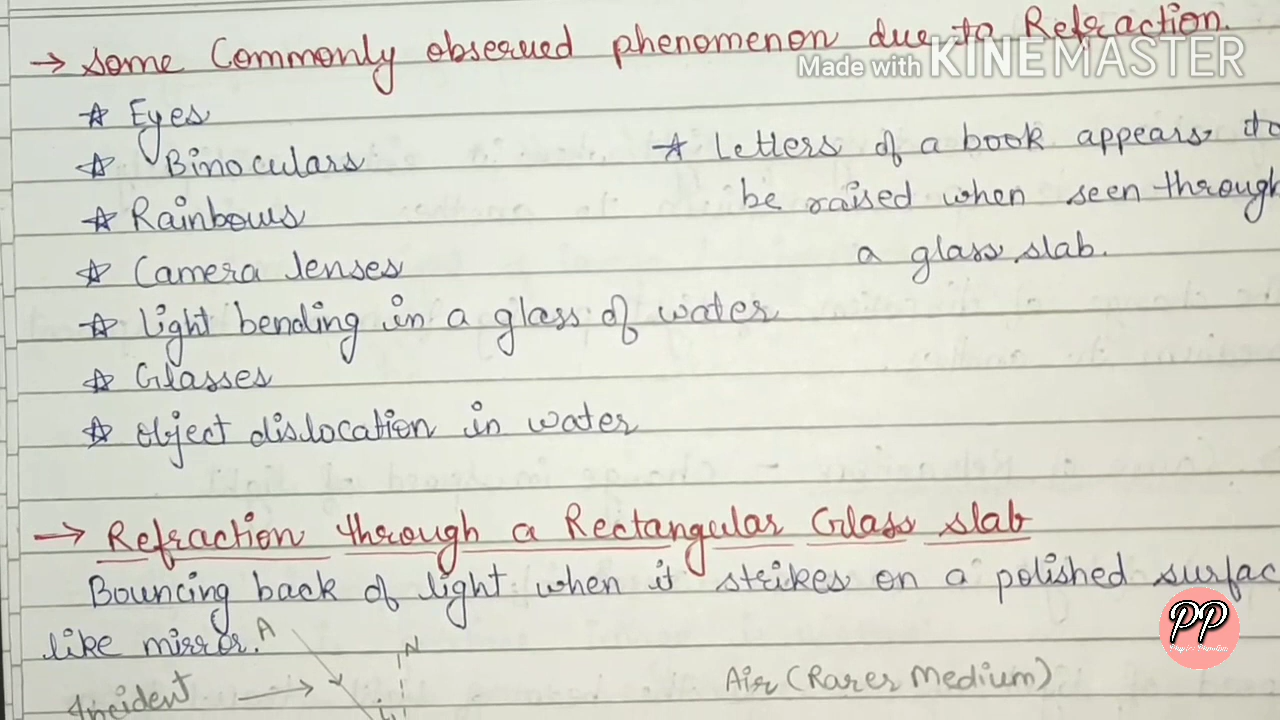 → Some Commonly observed phenomenon due to Refraction.
Made with KINEMASTER
☆ Eyes
☆ Binoculars
☆ Rainbows
☆ Camera lenses
☆ light bending in a glass of water
☆ Glasses
☆ object dislocation in water
☆ letters of a book appears to
be raised when seen through
a glass slab.
→ Refraction through a Rectangular Glass slab
Bouncing back of light when it strikes on a polished surfac
like mirror.
A
N
Incident →
Air (Rarer Medium)
PP